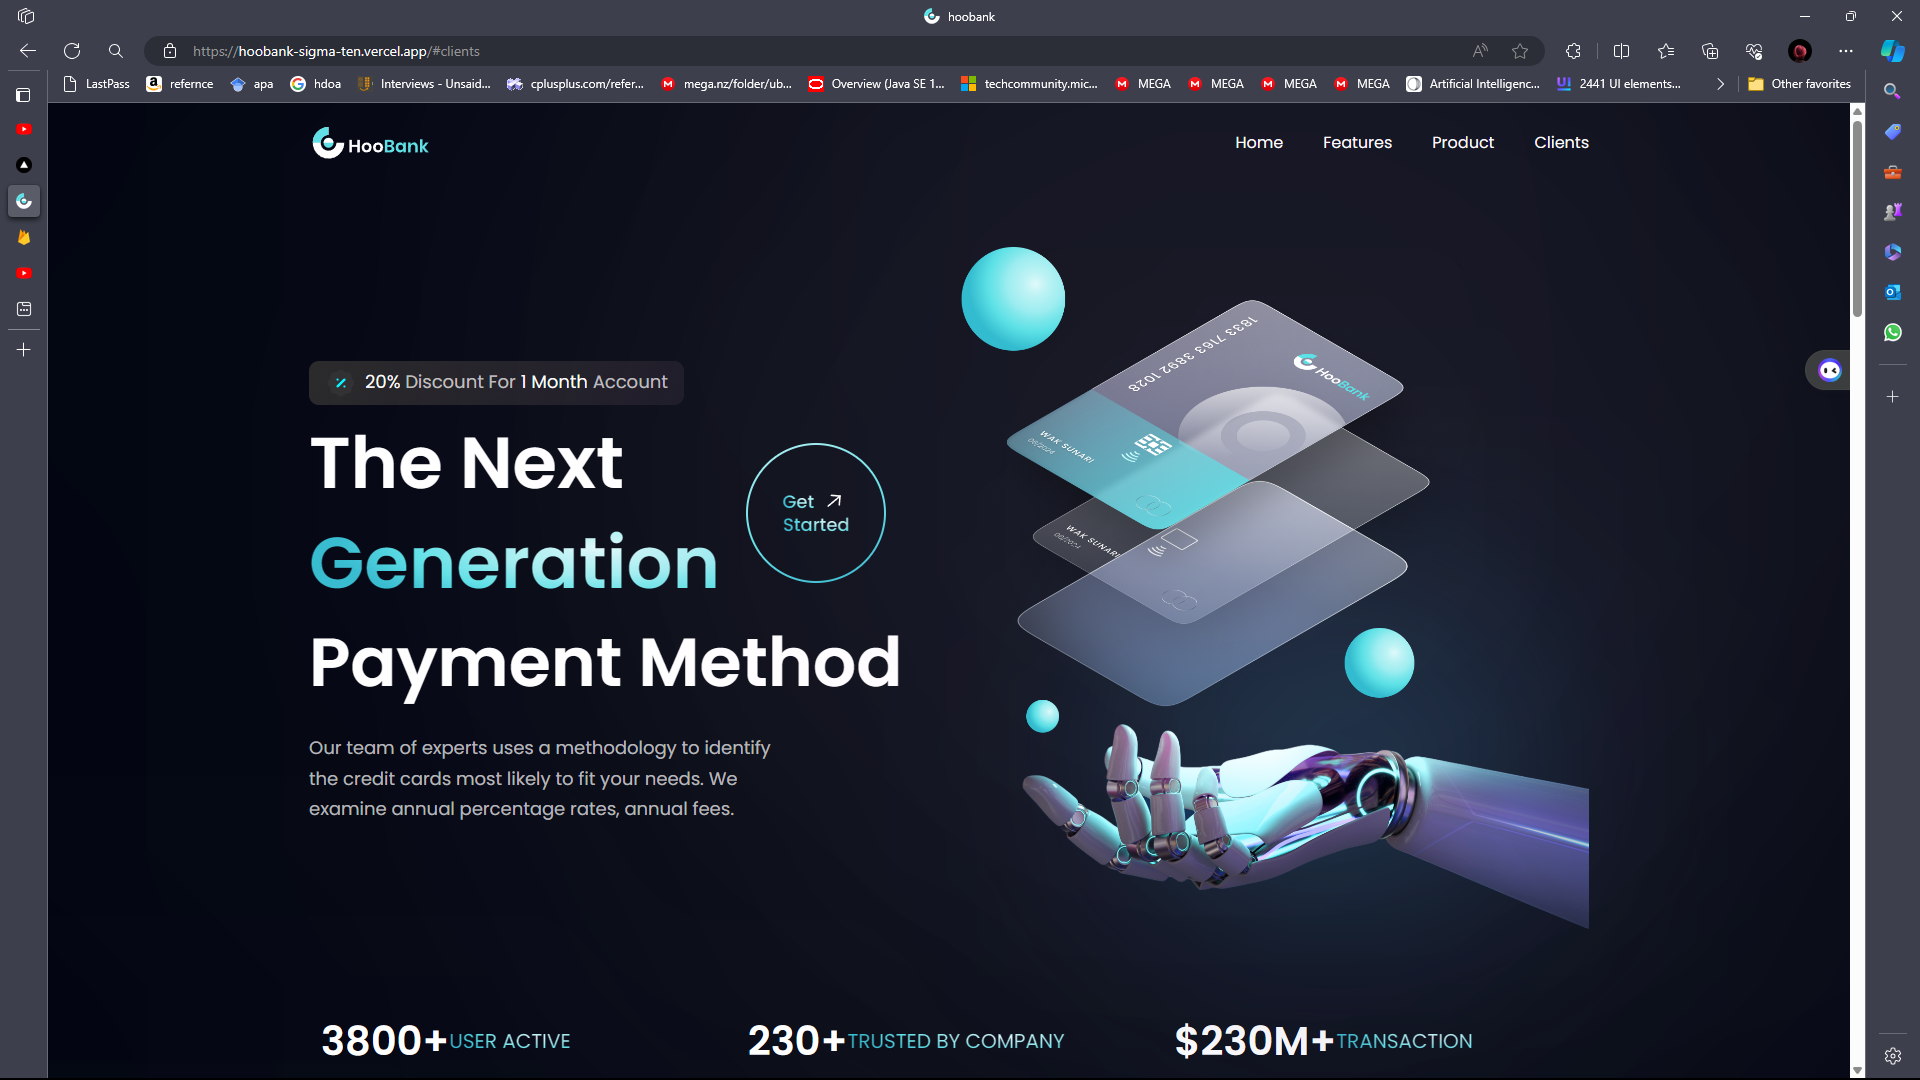 hoobank
https://hoobank-sigma-ten.vercel.app/#clients
LastPass
refernce
apa
hdoa
Interviews - Unsaid...
cplusplus.com/refer...
mega.nz/folder/ub...
Overview (Java SE 1...
techcommunity.mic...
MEGA
MEGA
MEGA
MEGA
Artificial Intelligenc...
2441 UI elements...
Other favorites
HooBank
Home
Features
Product
Clients
20% Discount For 1 Month Account
The Next
Generation
Payment Method
Get
Started
Our team of experts uses a methodology to identify
the credit cards most likely to fit your needs. We
examine annual percentage rates, annual fees.
1833 7163 3892 1028
HooBank
WAK SUNARI
08/2024
WAK SUNARI
08/2024
3800+ USER ACTIVE
230+ TRUSTED BY COMPANY
$230M+ TRANSACTION